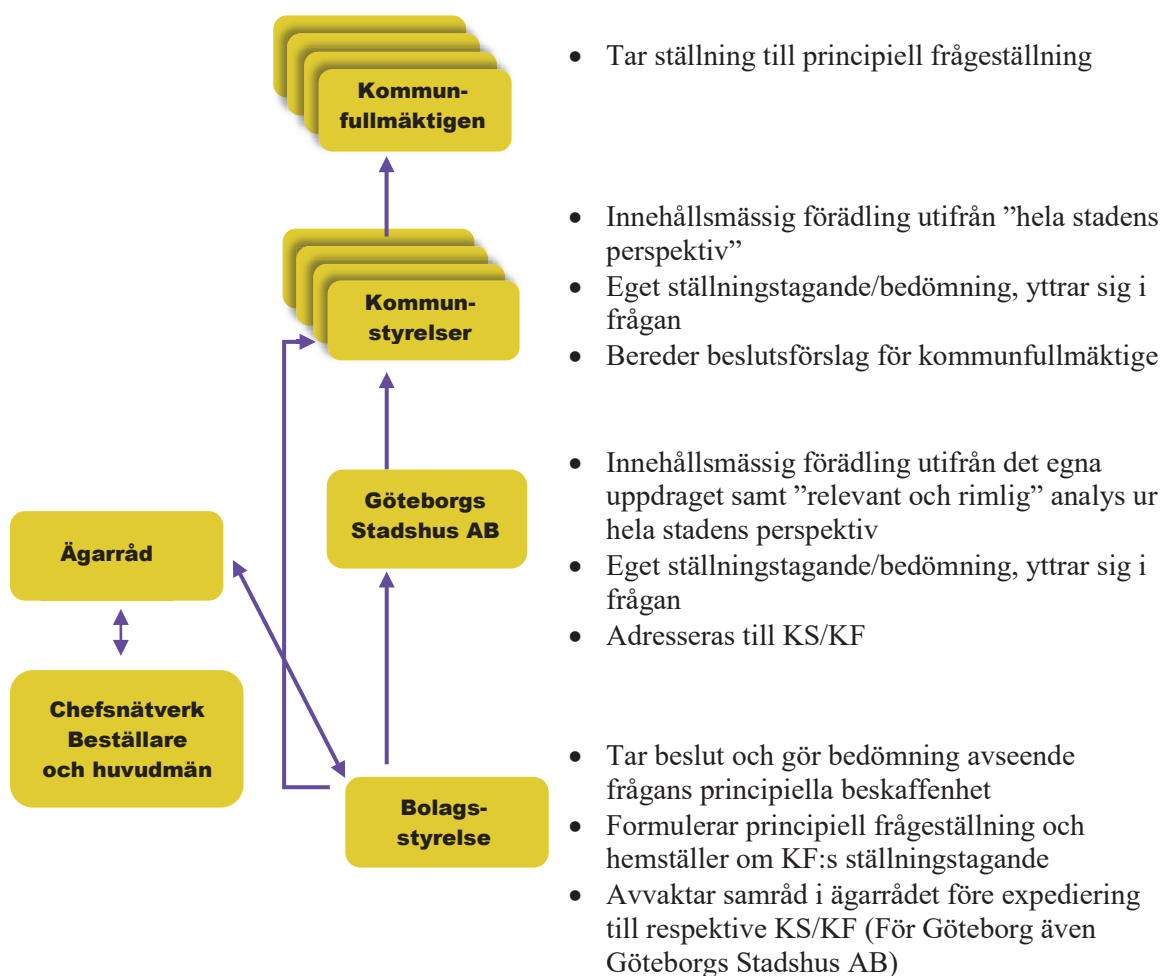 Kommun-
fullmäktigen
• Tar ställning till principiell frågeställning
Kommun-
styrelser
• Innehållsmässig förädling utifrån ”hela stadens
perspektiv”
• Eget ställningstagande/bedömning, yttrar sig i
frågan
• Bereder beslutsförslag för kommunfullmäktige
Göteborgs
Stadshus AB
• Innehållsmässig förädling utifrån det egna
uppdraget samt ”relevant och rimlig” analys ur
hela stadens perspektiv
• Eget ställningstagande/bedömning, yttrar sig i
frågan
• Adresseras till KS/KF
Ägarråd
Chefsnätverk
Beställare
och huvudmän
Bolags-
styrelse
• Tar beslut och gör bedömning avseende
frågans principiella beskaffenhet
• Formulerar principiell frågeställning och
hemställer om KF:s ställningstagande
• Avvaktar samråd i ägarrådet före expediering
till respektive KS/KF (För Göteborg även
Göteborgs Stadshus AB)